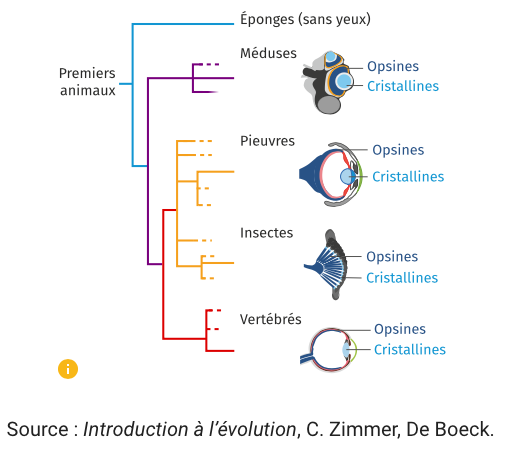 Éponges (sans yeux)
Méduses
Premiers
animaux
Opsines
Cristallines
Pieuvres
Opsines
Cristallines
Insectes
Opsines
Cristallines
Vertébrés
Opsines
Cristallines
i
Source : Introduction à l’évolution, C. Zimmer, De Boeck.